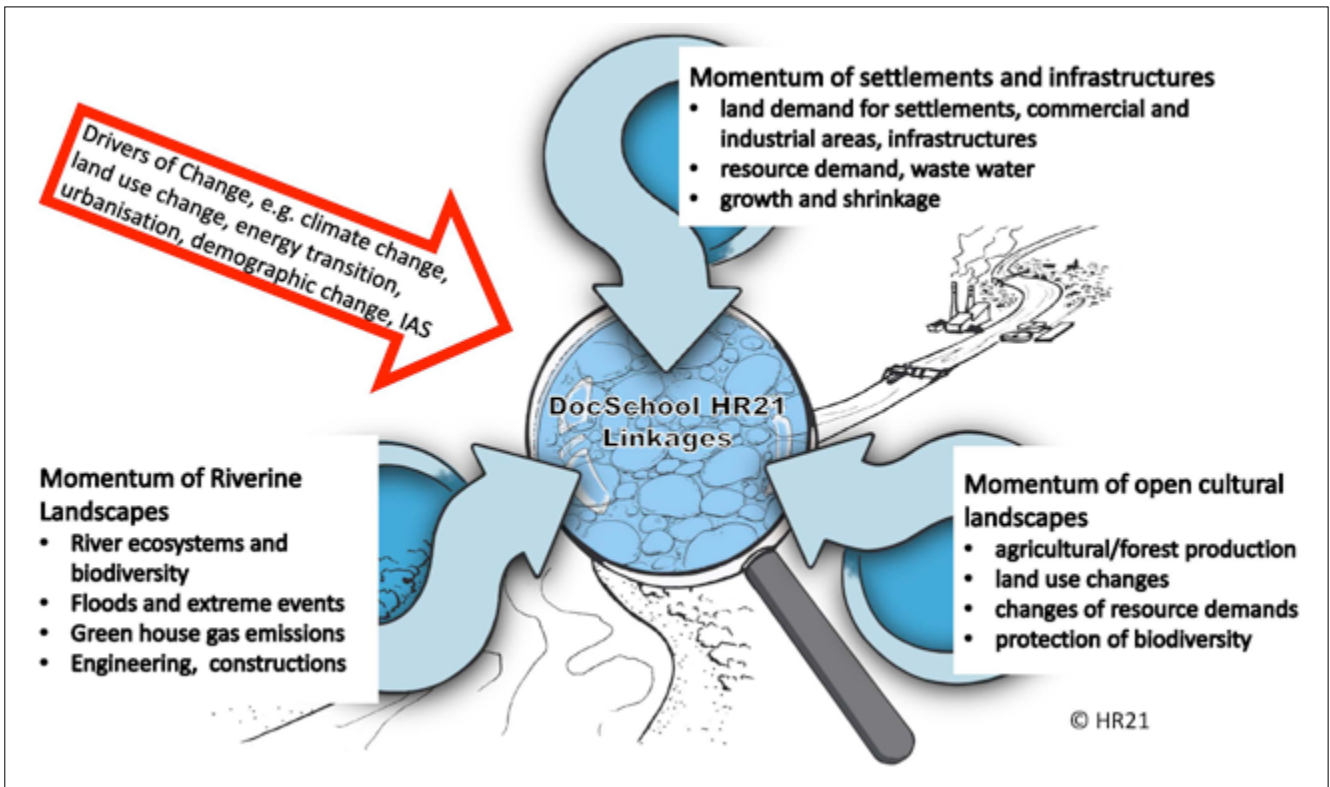 Momentum of settlements and infrastructures
• land demand for settlements, commercial and
industrial areas, infrastructures
• resource demand, waste water
• growth and shrinkage
Drivers of Change, e.g. climate change,
land use change, energy transition,
urbanisation, demographic change, IAS
DocSchool HR21
Linkages
Momentum of Riverine
Landscapes
• River ecosystems and
biodiversity
• Floods and extreme events
• Green house gas emissions
• Engineering, constructions
Momentum of open cultural
landscapes
• agricultural/forest production
• land use changes
• changes of resource demands
• protection of biodiversity
© HR21